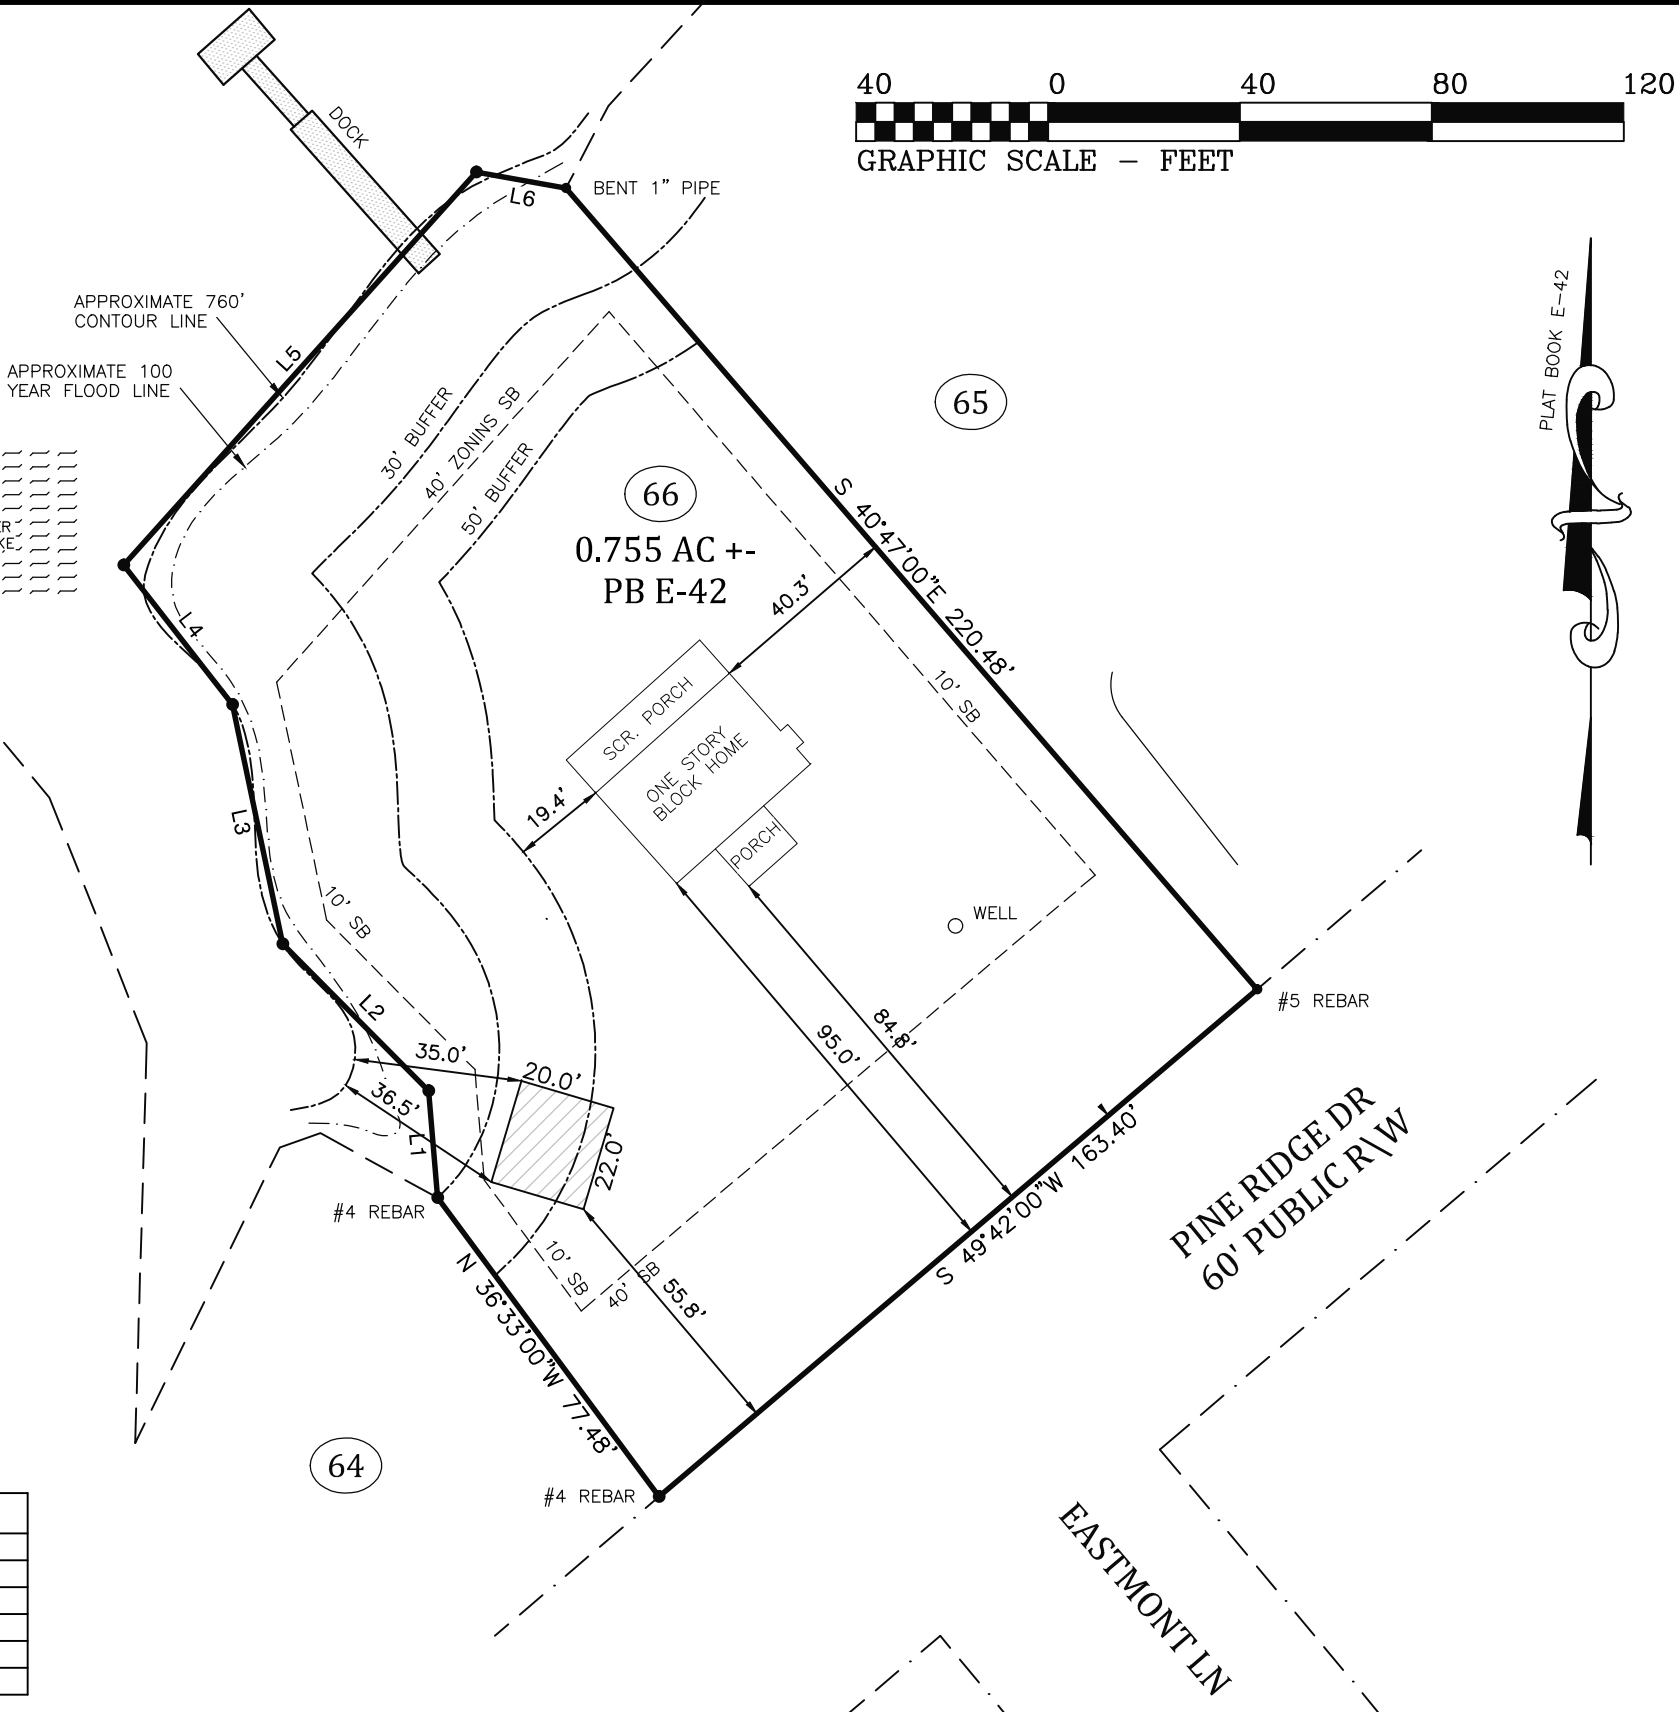 40 0 40 80 120
GRAPHIC SCALE – FEET
DOCK
L6
BENT 1” PIPE
APPROXIMATE 760’
CONTOUR LINE
L5
APPROXIMATE 100
YEAR FLOOD LINE
PLAT BOOK E-42
30’ BUFFER
40’ ZONINS SB
50’ BUFFER
65
66
0.755 AC +-
PB E-42
S 40°47’00”E 220.48’
40.3’
L4
10’ SB
SCR. PORCH
ONE STORY
BLOCK HOME
19.4’
L3
PORCH
10’ SB
WELL
L2
#5 REBAR
84.8’
95.0’
35.0’
20.0’
36.5’
L1
22.0’
S 49°42’00”W 163.40’
PINE RIDGE DR
60' PUBLIC R\W
#4 REBAR
10’ SB
40’ SB
55.8’
N 36°33’00”W 77.48’
64
#4 REBAR
EASTMONT LN